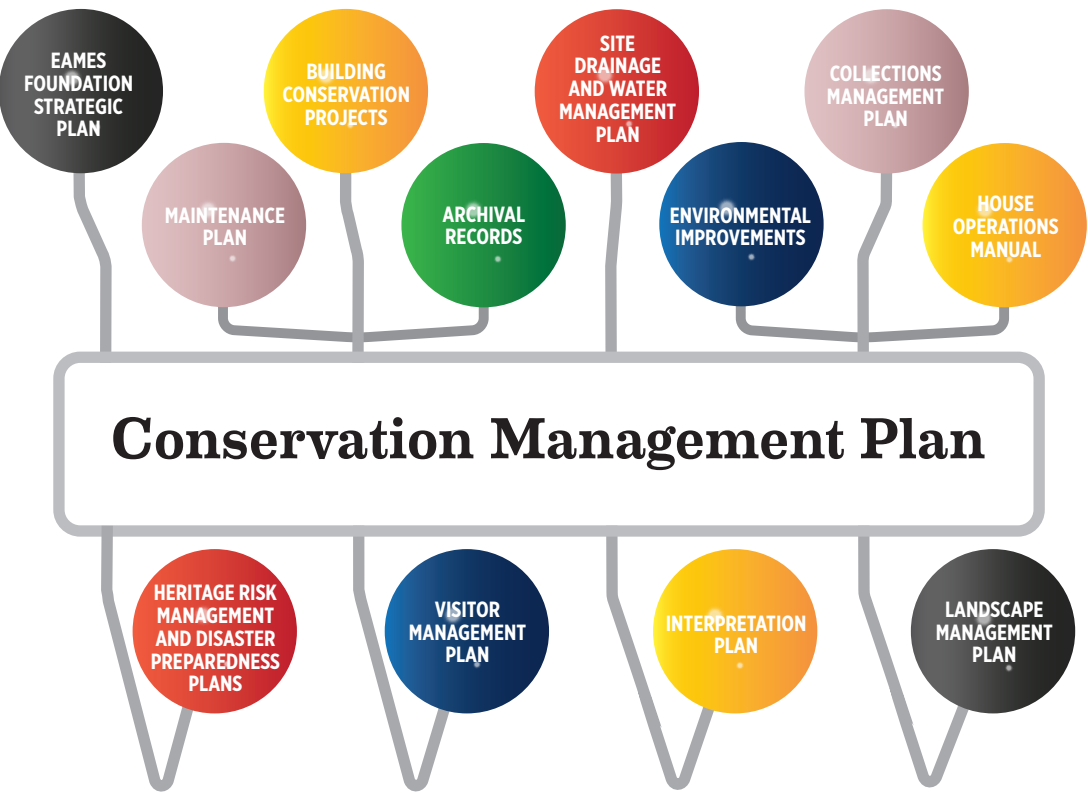 EAMES
FOUNDATION
STRATEGIC
PLAN
BUILDING
CONSERVATION
PROJECTS
SITE
DRAINAGE
AND WATER
MANAGEMENT
PLAN
COLLECTIONS
MANAGEMENT
PLAN
MAINTENANCE
PLAN
ARCHIVAL
RECORDS
ENVIRONMENTAL
IMPROVEMENTS
HOUSE
OPERATIONS
MANUAL
Conservation Management Plan
HERITAGE RISK
MANAGEMENT
AND DISASTER
PREPAREDNESS
PLANS
VISITOR
MANAGEMENT
PLAN
INTERPRETATION
PLAN
LANDSCAPE
MANAGEMENT
PLAN